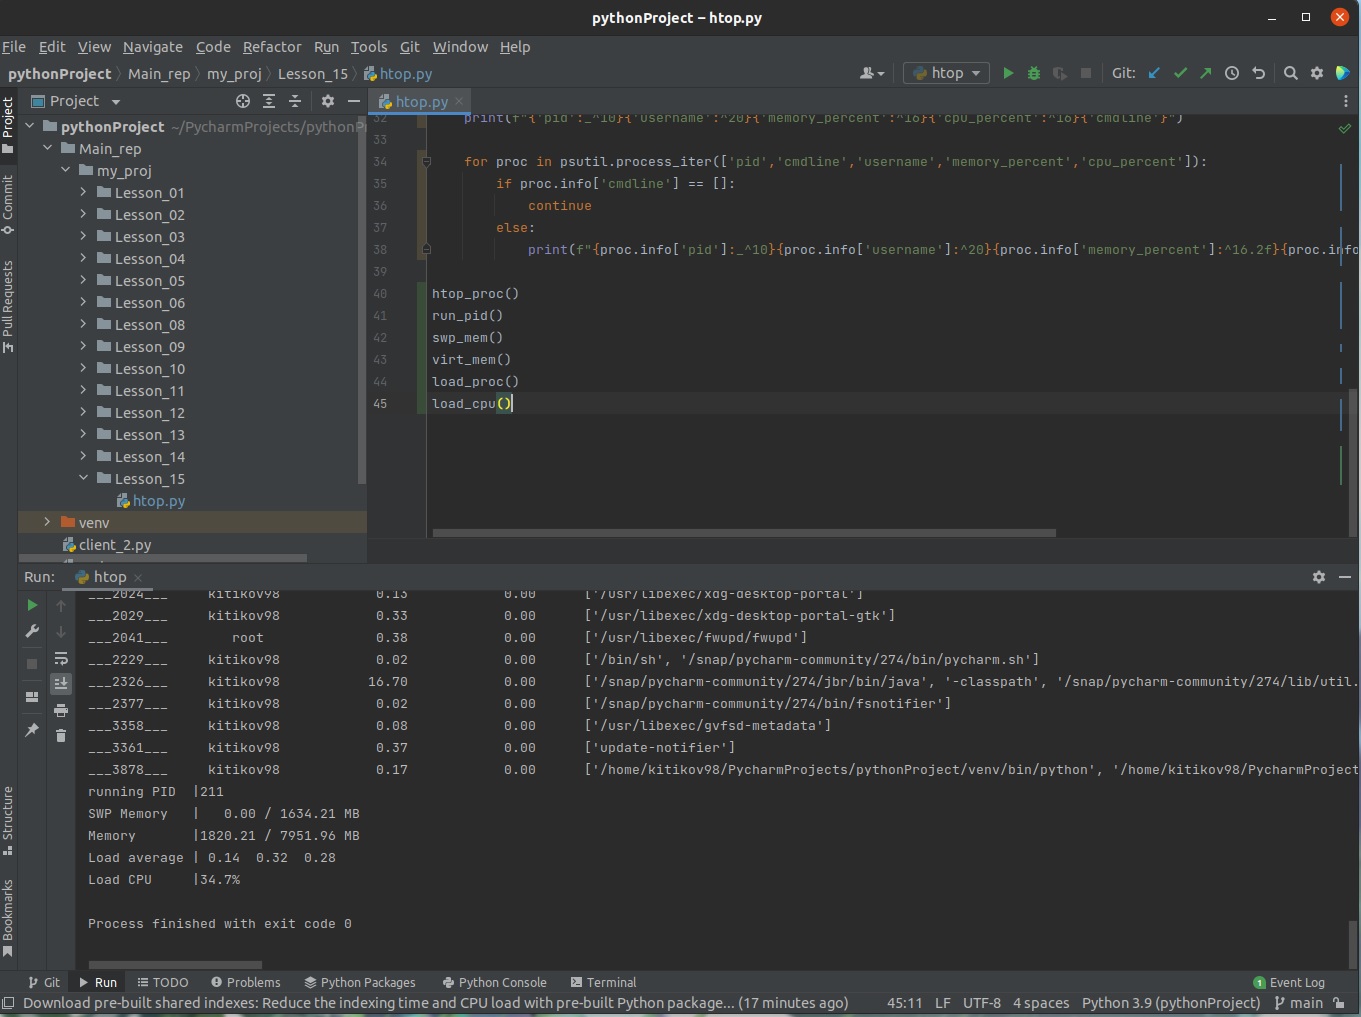 pythonProject – htop.py
File Edit View Navigate Code Refactor Run Tools Git Window Help
pythonProject Main_rep my_proj Lesson_15 htop.py
htop Git:
Project
htop.py
pythonProject ~/PycharmProjects/pythonP
Main_rep
my_proj
Lesson_01
Lesson_02
Lesson_03
Lesson_04
Lesson_05
Lesson_06
Lesson_08
Lesson_09
Lesson_10
Lesson_11
Lesson_12
Lesson_13
Lesson_14
Lesson_15
htop.py
venv
client_2.py
Project
Commit
Pull Requests
Structure
Bookmarks
32 print(f"{'pid':_^10}{'username':^20}{'memory_percent':^16}{'cpu_percent':^16}{'cmdline'}")
33
34 for proc in psutil.process_iter(['pid','cmdline','username','memory_percent','cpu_percent']):
35 if proc.info['cmdline'] == []:
36 continue
37 else:
38 print(f"{proc.info['pid']:_^10}{proc.info['username']:^20}{proc.info['memory_percent']:^16.2f}{proc.info
39
40 htop_proc()
41 run_pid()
42 swp_mem()
43 virt_mem()
44 load_proc()
45 load_cpu()
Run: htop
___2024___ kitikov98 0.13 0.00 ['/usr/libexec/xdg-desktop-portal']
___2029___ kitikov98 0.33 0.00 ['/usr/libexec/xdg-desktop-portal-gtk']
___2041___ root 0.38 0.00 ['/usr/libexec/fwupd/fwupd']
___2229___ kitikov98 0.02 0.00 ['/bin/sh', '/snap/pycharm-community/274/bin/pycharm.sh']
___2326___ kitikov98 16.70 0.00 ['/snap/pycharm-community/274/jbr/bin/java', '-classpath', '/snap/pycharm-community/274/lib/util.
___2377___ kitikov98 0.02 0.00 ['/snap/pycharm-community/274/bin/fsnotifier']
___3358___ kitikov98 0.08 0.00 ['/usr/libexec/gvfsd-metadata']
___3361___ kitikov98 0.37 0.00 ['update-notifier']
___3878___ kitikov98 0.17 0.00 ['/home/kitikov98/PycharmProjects/pythonProject/venv/bin/python', '/home/kitikov98/PycharmProject
running PID |211
SWP Memory | 0.00 / 1634.21 MB
Memory |1820.21 / 7951.96 MB
Load average | 0.14 0.32 0.28
Load CPU |34.7%
Process finished with exit code 0
Git Run TODO Problems Python Packages Python Console Terminal 1 Event Log
Download pre-built shared indexes: Reduce the indexing time and CPU load with pre-built Python package... (17 minutes ago) 45:11 LF UTF-8 4 spaces Python 3.9 (pythonProject) main